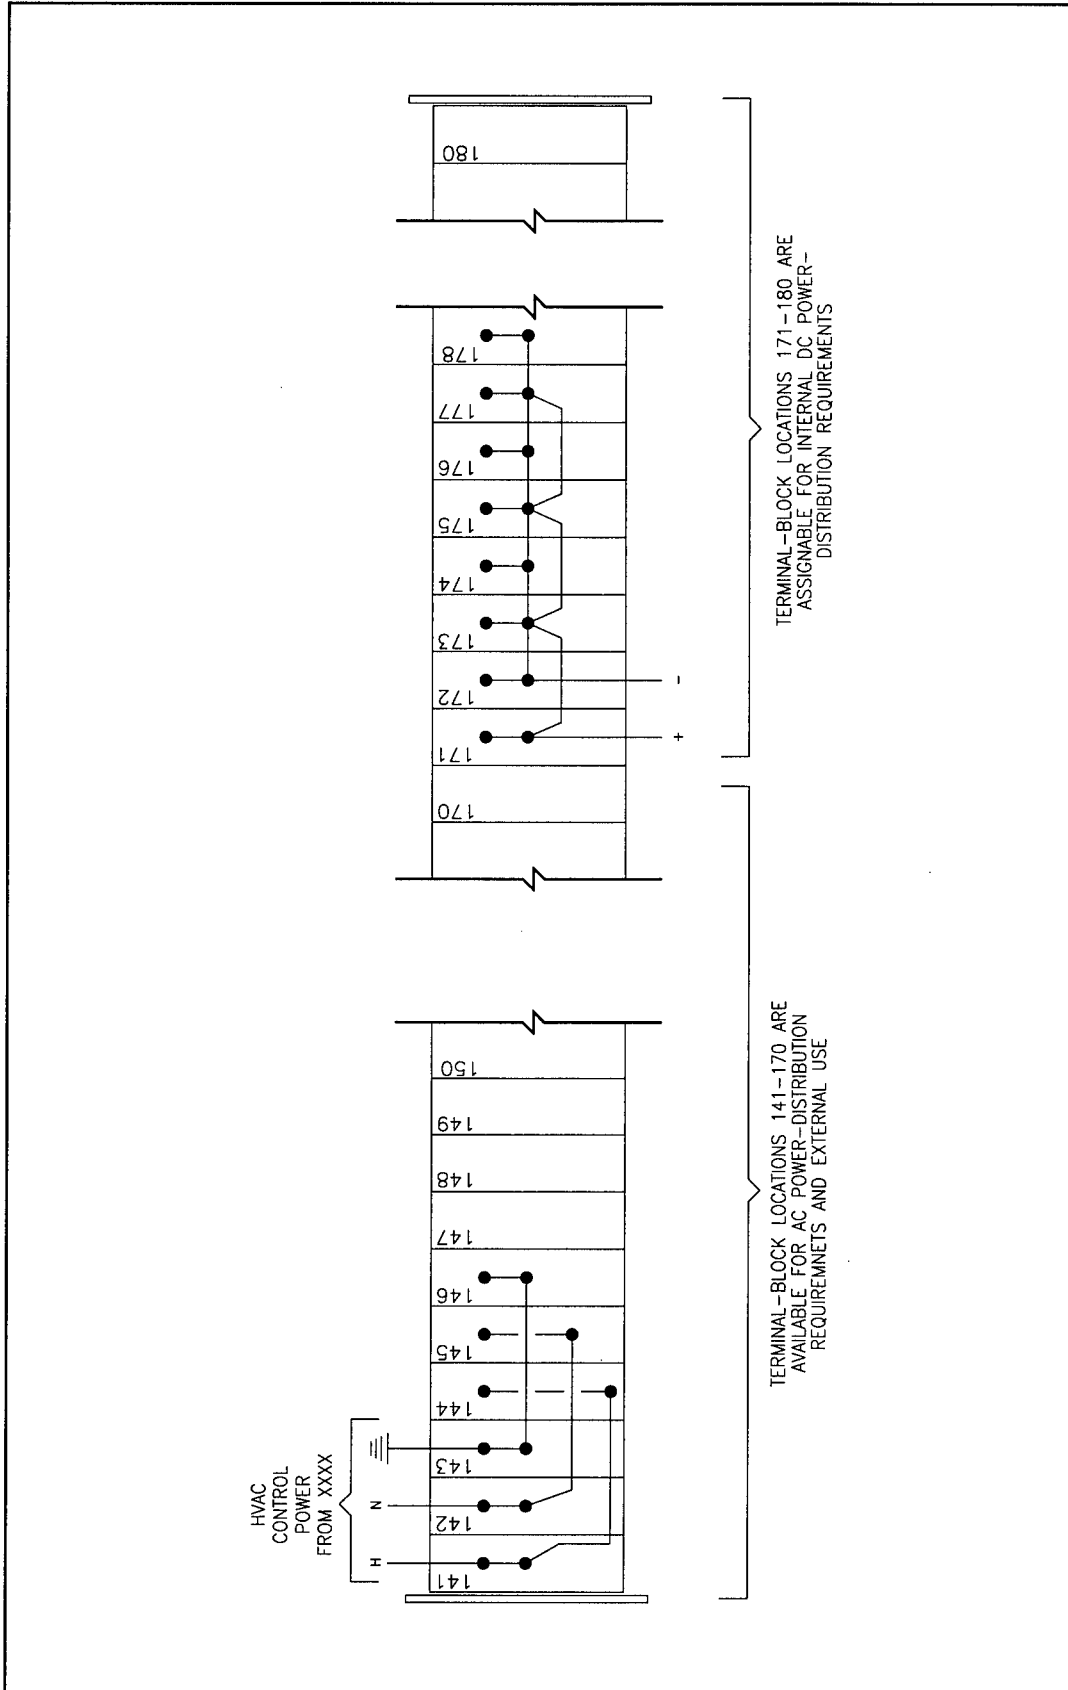 HVAC
CONTROL
POWER
FROM XXXX
H
N
141
142
143
144
145
146
147
148
149
150
170
171
172
173
174
175
176
177
178
180
+
-
TERMINAL-BLOCK LOCATIONS 141-170 ARE
AVAILABLE FOR AC POWER-DISTRIBUTION
REQUIREMNETS AND EXTERNAL USE
TERMINAL-BLOCK LOCATIONS 171-180 ARE
ASSIGNABLE FOR INTERNAL DC POWER-
DISTRIBUTION REQUIREMENTS